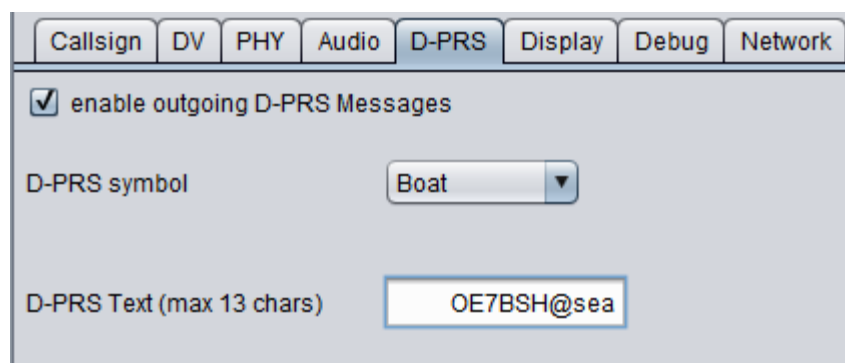 Callsign DV PHY Audio D-PRS Display Debug Network
enable outgoing D-PRS Messages
D-PRS symbol Boat
D-PRS Text (max 13 chars) OE7BSH@sea